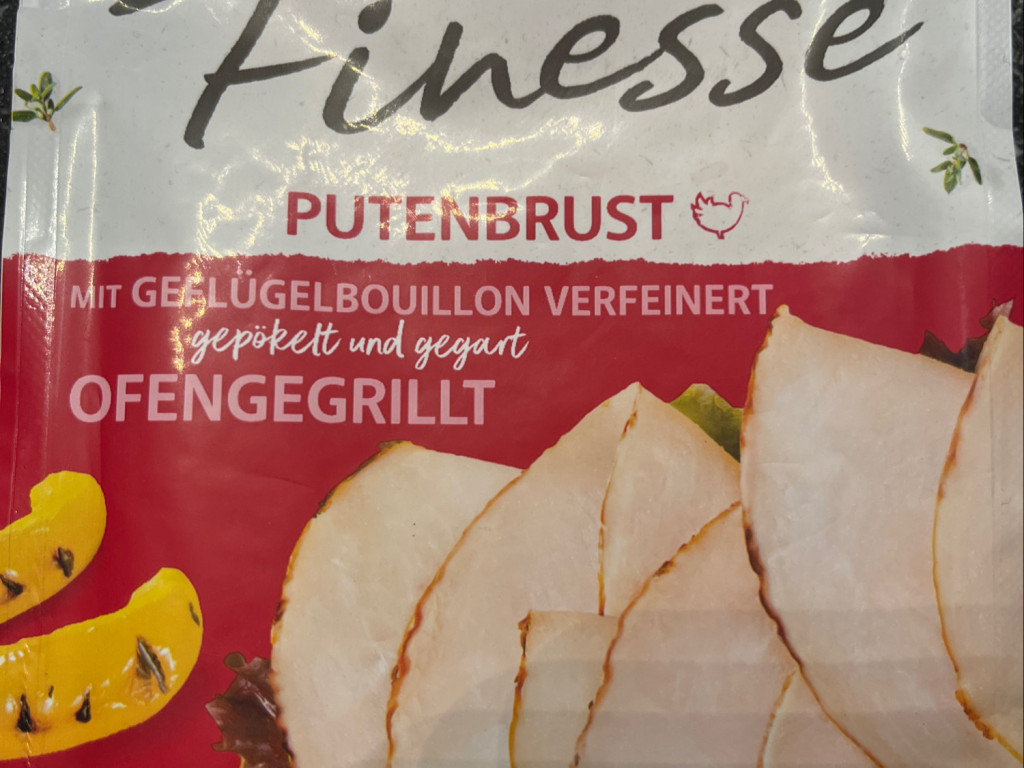 Finesse
PUTENBRUST
MIT GEFLÜGELBOUILLON VERFEINERT
gepökelt und gegart
OFENGEGRILLT